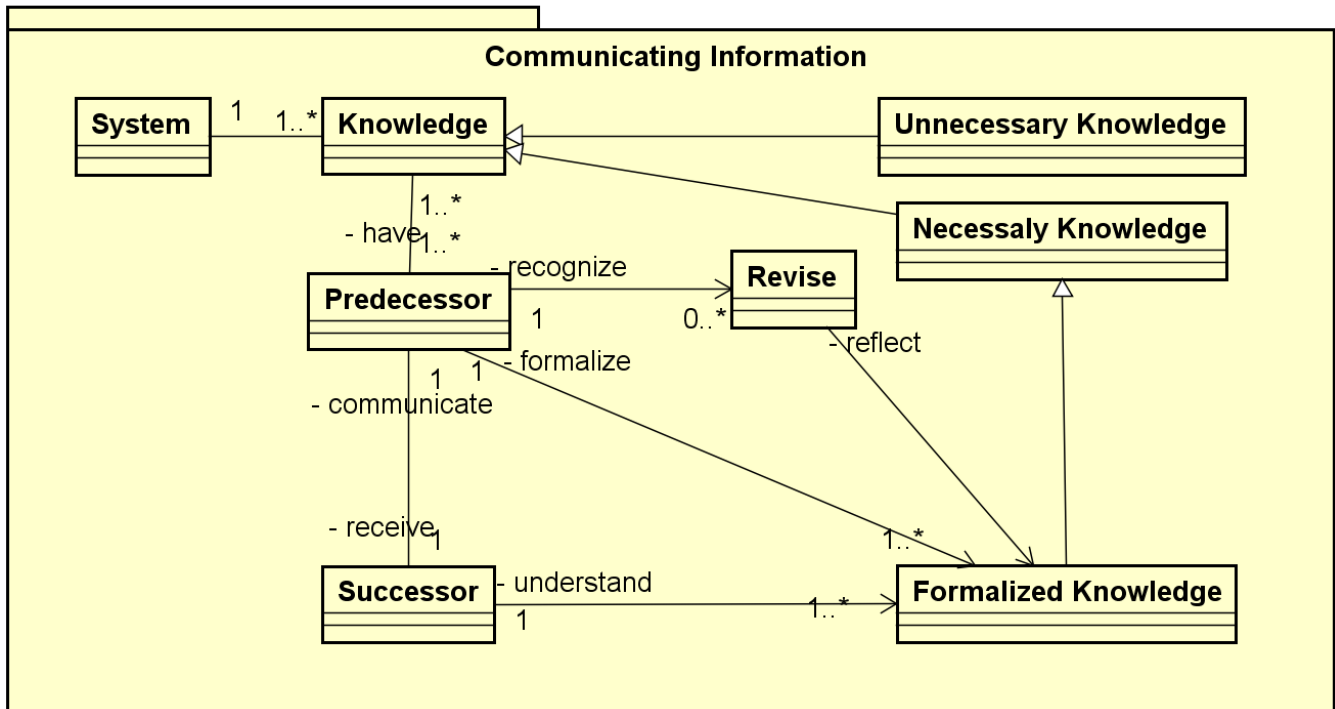 Communicating Information
System
1
1..*
Knowledge
Unnecessary Knowledge
1..*
- have
1..*
Necessaly Knowledge
Predecessor
- recognize
1
0..*
Revise
- reflect
1
1
- formalize
- communicate
- receive
1
1..*
Successor
- understand
1
1..*
Formalized Knowledge